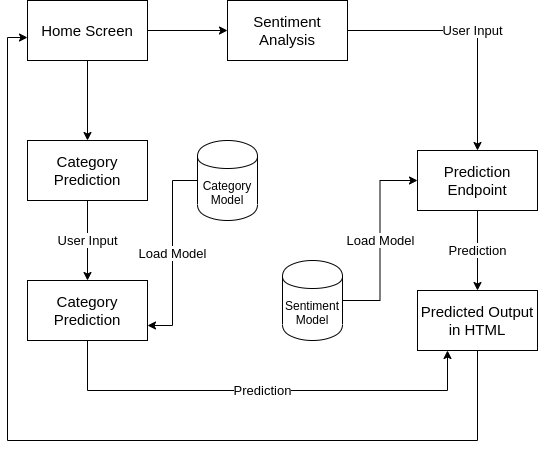 Home Screen
Sentiment
Analysis
User Input
Category
Prediction
Category
Model
Prediction
Endpoint
User Input
Load Model
Load Model
Prediction
Category
Prediction
Sentiment
Model
Predicted Output
in HTML
Prediction